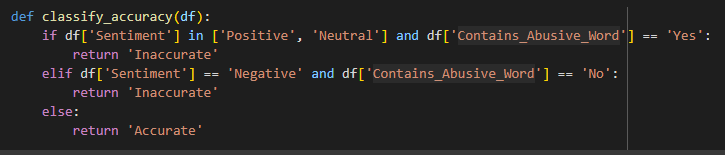 def classify_accuracy(df):
    if df['Sentiment'] in ['Positive', 'Neutral'] and df['Contains_Abusive_Word'] == 'Yes':
        return 'Inaccurate'
    elif df['Sentiment'] == 'Negative' and df['Contains_Abusive_Word'] == 'No':
        return 'Inaccurate'
    else:
        return 'Accurate'